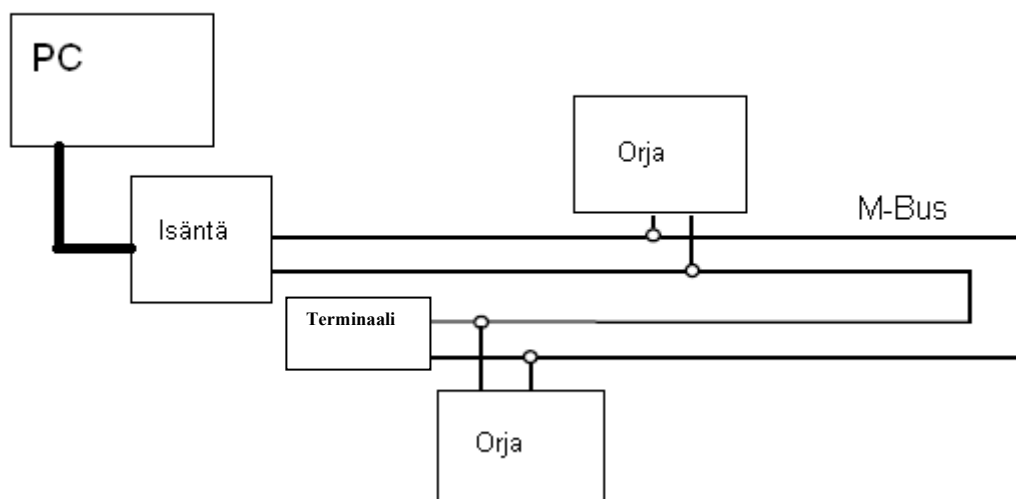 PC
Orja
Isäntä
M-Bus
Terminaali
Orja